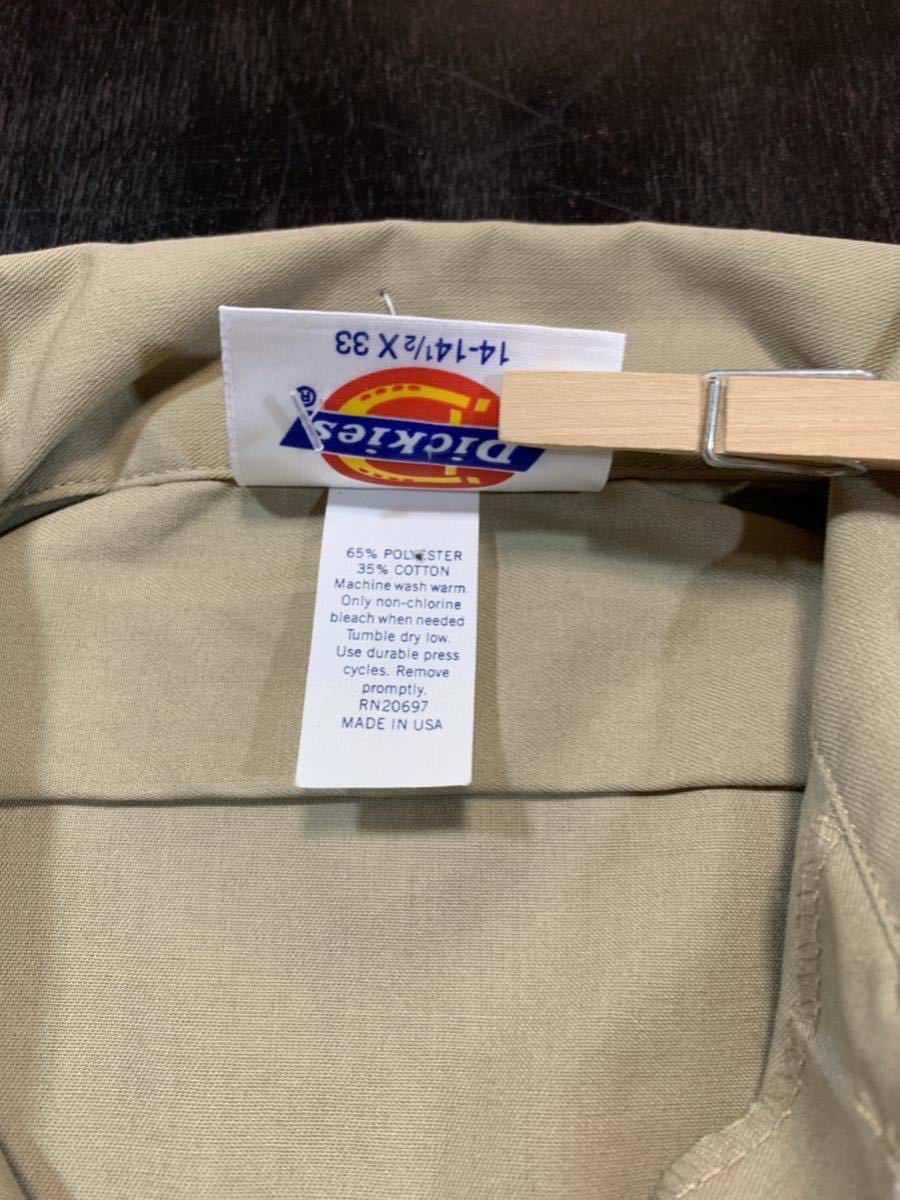 14-14½ X 33
Dickies®
65% POLYESTER
35% COTTON
Machine wash warm.
Only non-chlorine
bleach when needed
Tumble dry low.
Use durable press
cycles. Remove
promptly.
RN20697
MADE IN USA